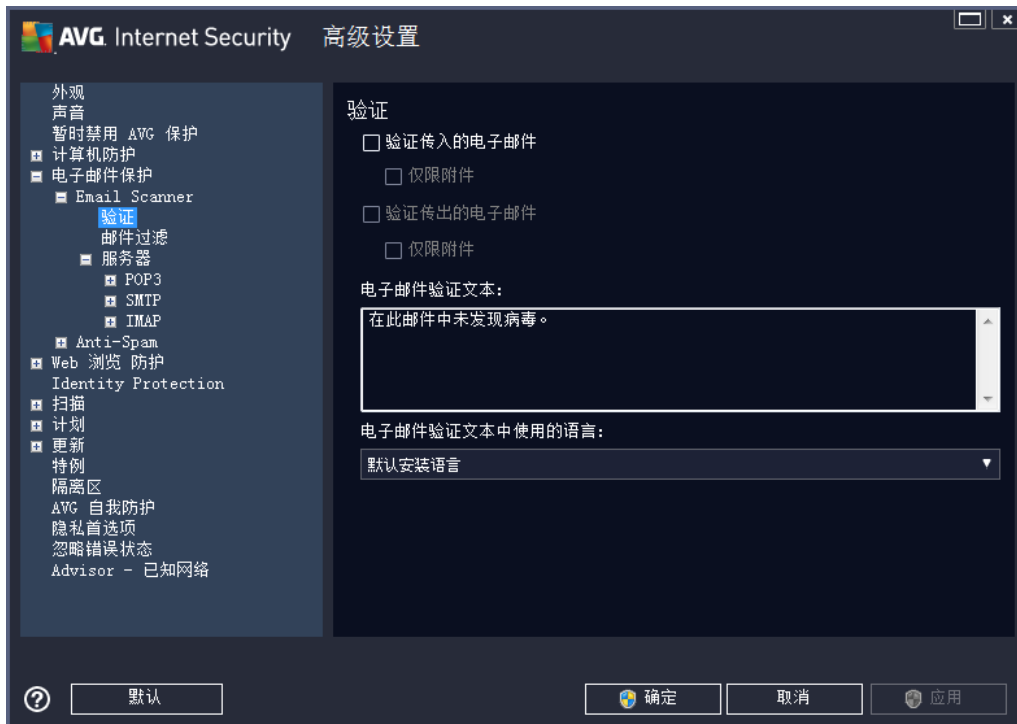 AVG. Internet Security 高级设置
外观
声音
暂时禁用 AVG 保护
计算机防护
电子邮件保护
Email Scanner
验证
邮件过滤
服务器
POP3
SMTP
IMAP
Anti-Spam
Web 浏览 防护
Identity Protection
扫描
计划
更新
特例
隔离区
AVG 自我防护
隐私首选项
忽略错误状态
Advisor - 已知网络
验证
验证传入的电子邮件
仅限附件
验证传出的电子邮件
仅限附件
电子邮件验证文本:
在此邮件中未发现病毒。
电子邮件验证文本中使用的语言:
默认安装语言
默认
确定
取消
应用